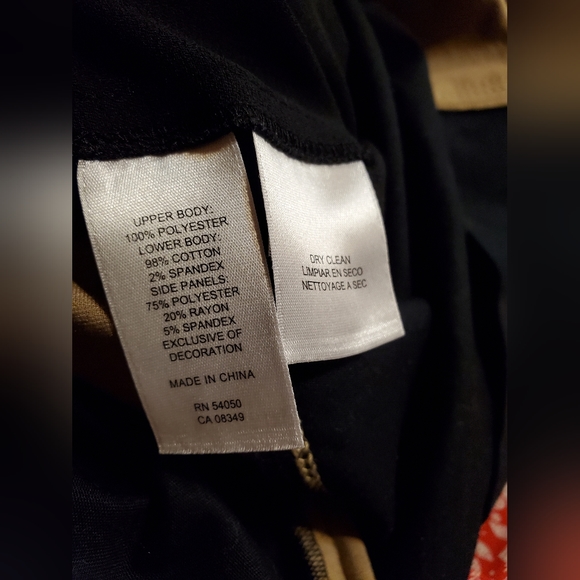 UPPER BODY:
100% POLYESTER
LOWER BODY:
98% COTTON
2% SPANDEX
SIDE PANELS:
75% POLYESTER
20% RAYON
5% SPANDEX
EXCLUSIVE OF
DECORATION
MADE IN CHINA
RN 54050
CA 08349
DRY CLEAN
LIMPIAR EN SECO
NETTOYAGE A SEC